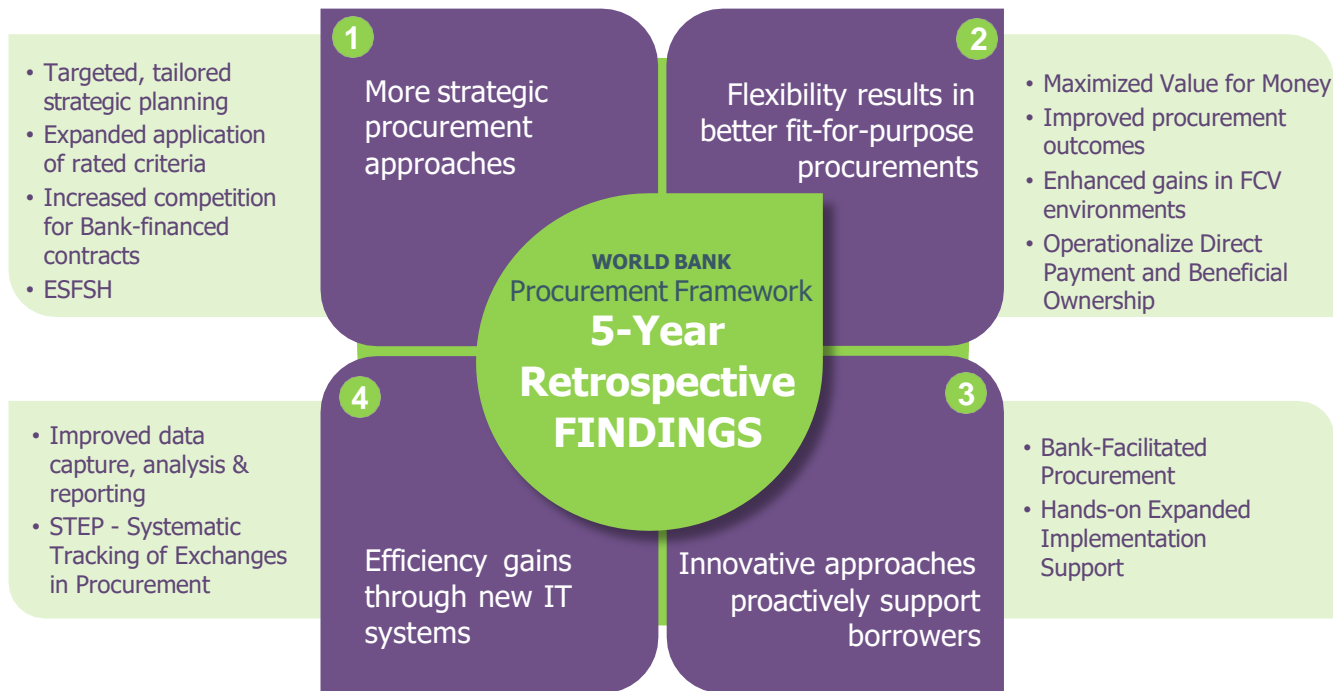 1
More strategic
procurement
approaches
• Targeted, tailored
strategic planning
• Expanded application
of rated criteria
• Increased competition
for Bank-financed
contracts
• ESFSH
2
Flexibility results in
better fit-for-purpose
procurements
• Maximized Value for Money
• Improved procurement
outcomes
• Enhanced gains in FCV
environments
• Operationalize Direct
Payment and Beneficial
Ownership
WORLD BANK
Procurement Framework
5-Year
Retrospective
FINDINGS
3
Innovative approaches
proactively support
borrowers
• Bank-Facilitated
Procurement
• Hands-on Expanded
Implementation
Support
4
Efficiency gains
through new IT
systems
• Improved data
capture, analysis &
reporting
• STEP - Systematic
Tracking of Exchanges
in Procurement